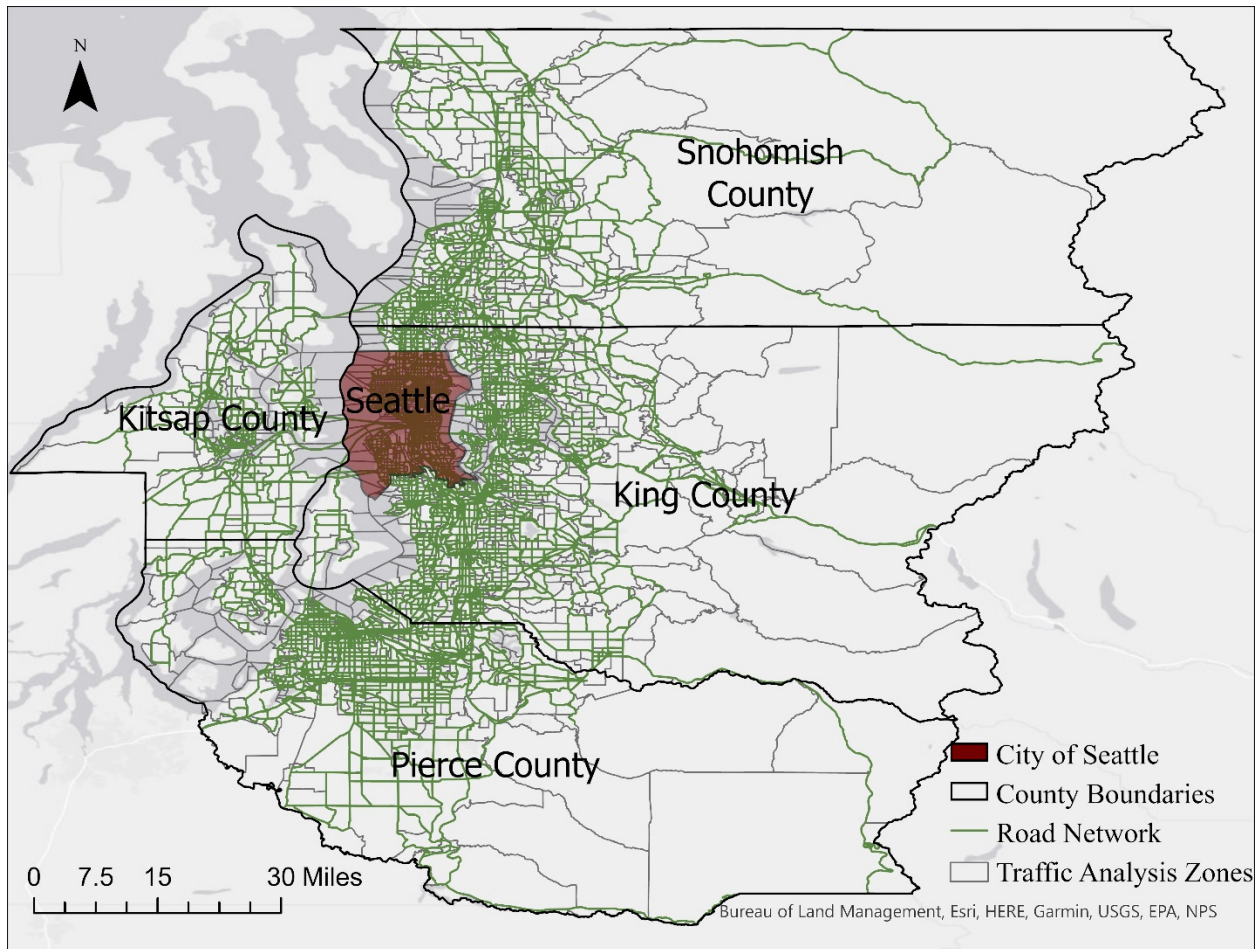 N
Snohomish
County
Seattle
Kitsap County
King County
Pierce County
City of Seattle
County Boundaries
Road Network
Traffic Analysis Zones
0 7.5 15 30 Miles
Bureau of Land Management, Esri, HERE, Garmin, USGS, EPA, NPS